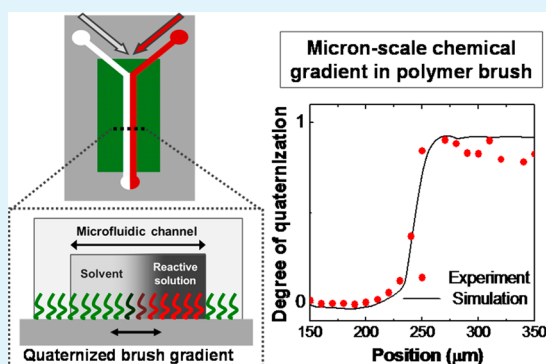 Micron-scale chemical
gradient in polymer brush
Microfluidic channel
Solvent
Reactive
solution
Quaternized brush gradient
Degree of quaternization
1
0
Experiment
Simulation
150 200 250 300 350
Position (μm)